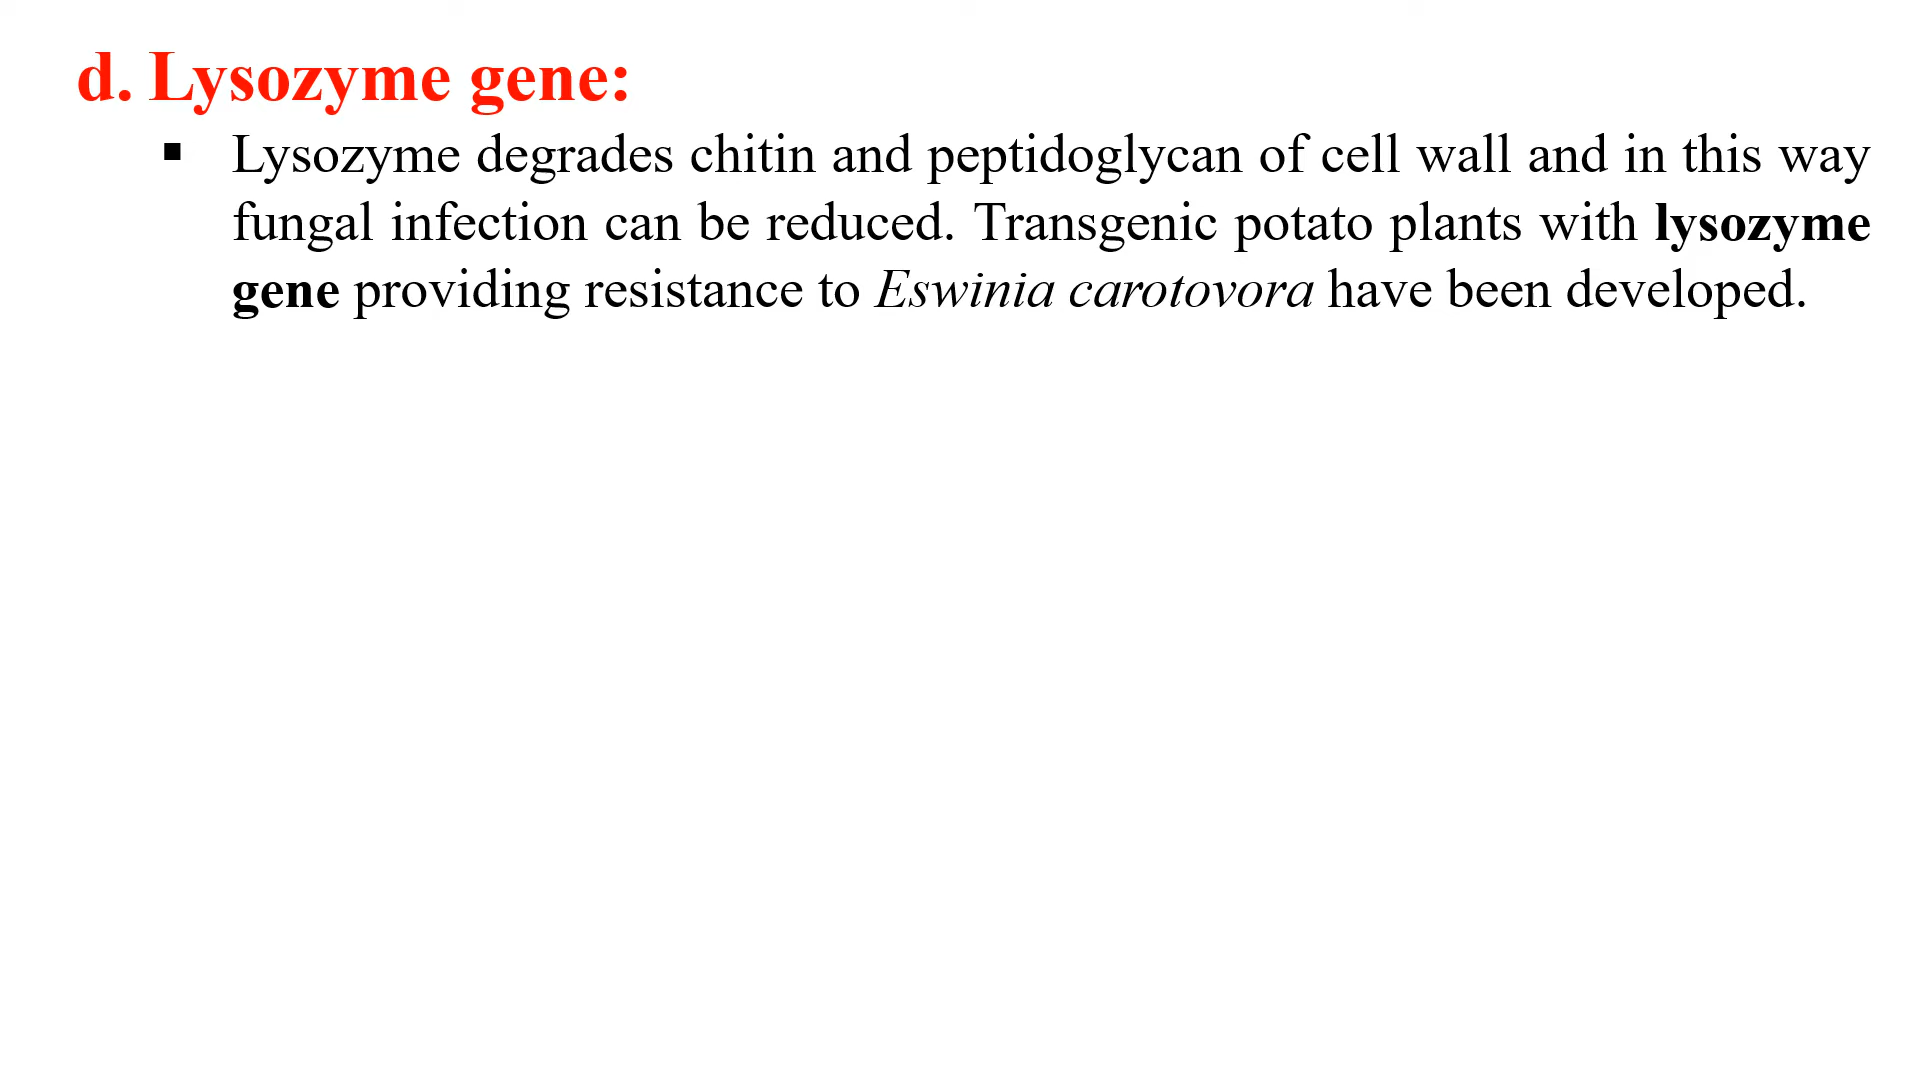 d. Lysozyme gene:
▪ Lysozyme degrades chitin and peptidoglycan of cell wall and in this way
fungal infection can be reduced. Transgenic potato plants with lysozyme
gene providing resistance to Eswinia carotovora have been developed.